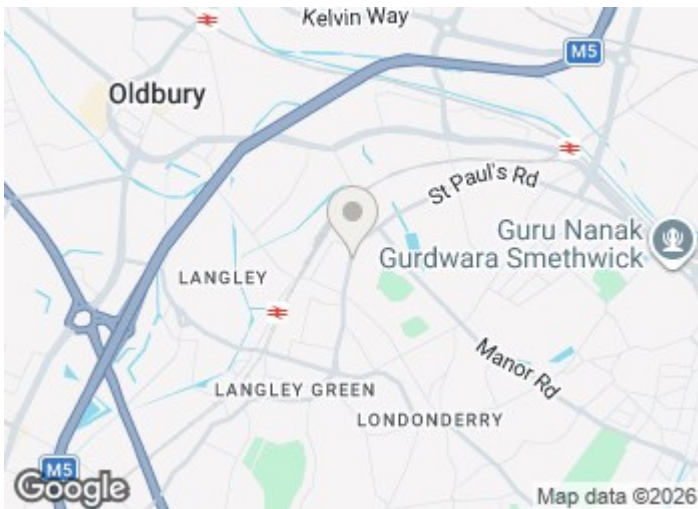 Kelvin Way
M5
Oldbury
St Paul's Rd
Guru Nanak
Gurdwara Smethwick
LANGLEY
Manor Rd
LANGLEY GREEN
LONDONDERRY
M5
Google
Map data ©2026